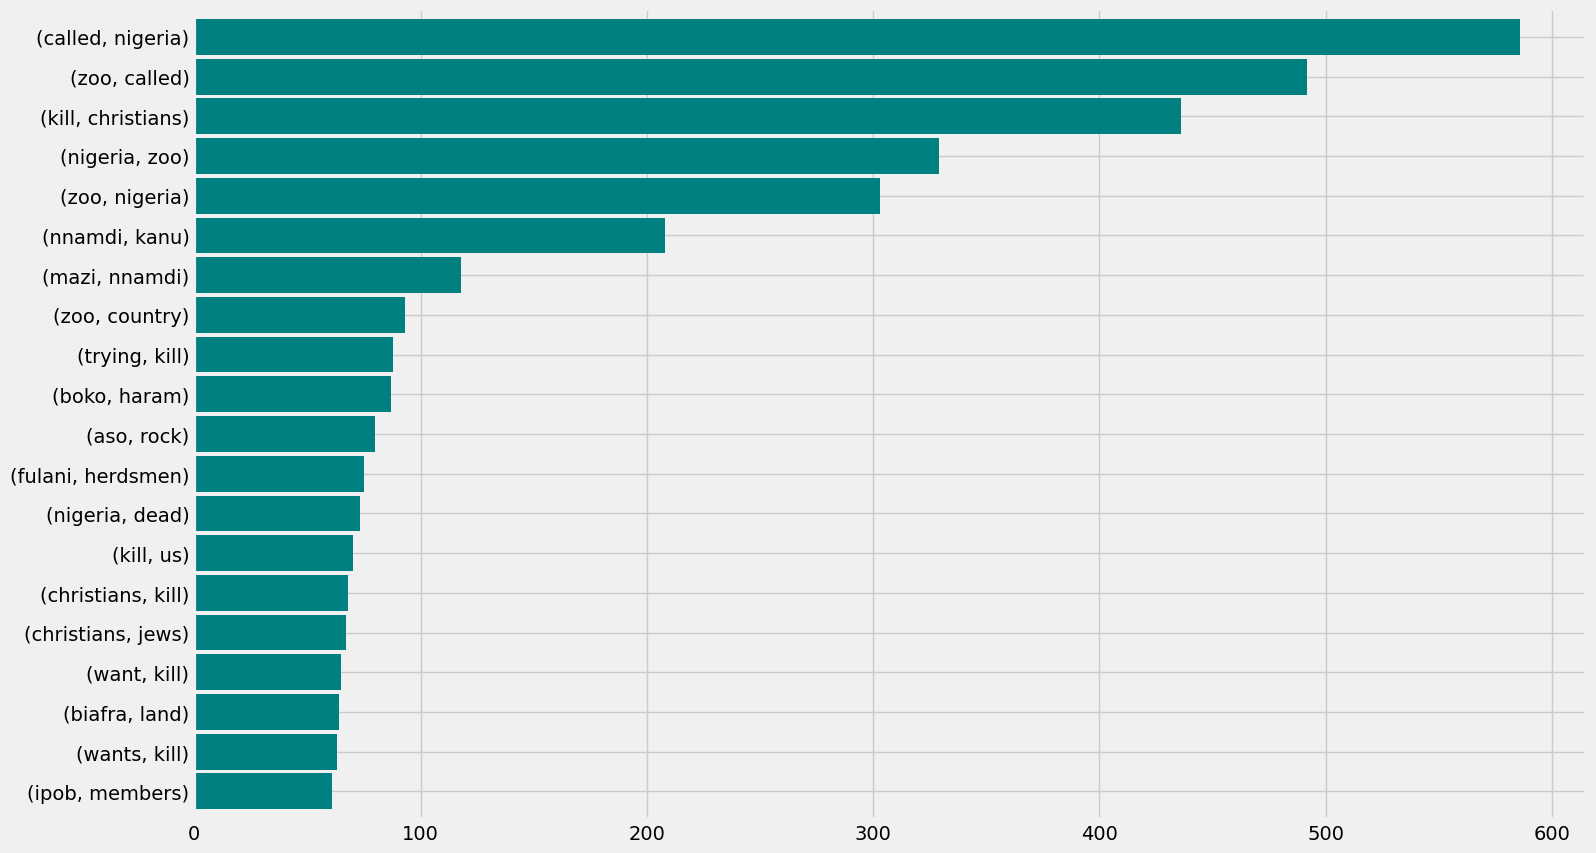 (called, nigeria)
(zoo, called)
(kill, christians)
(nigeria, zoo)
(zoo, nigeria)
(nnamdi, kanu)
(mazi, nnamdi)
(zoo, country)
(trying, kill)
(boko, haram)
(aso, rock)
(fulani, herdsmen)
(nigeria, dead)
(kill, us)
(christians, kill)
(christians, jews)
(want, kill)
(biafra, land)
(wants, kill)
(ipob, members)
0 100 200 300 400 500 600